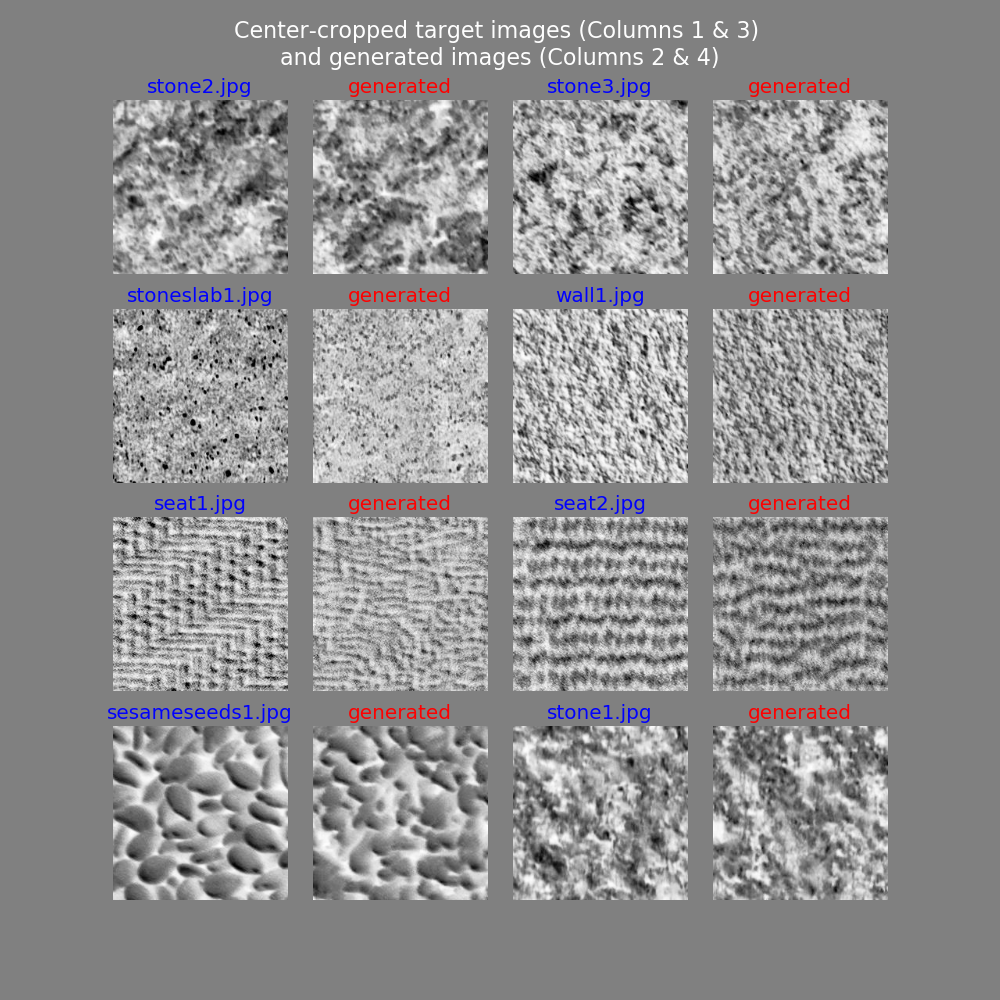 Center-cropped target images (Columns 1 & 3)
and generated images (Columns 2 & 4)
stone2.jpg generated stone3.jpg generated
stoneslab1.jpg generated wall1.jpg generated
seat1.jpg generated seat2.jpg generated
sesameseeds1.jpg generated stone1.jpg generated